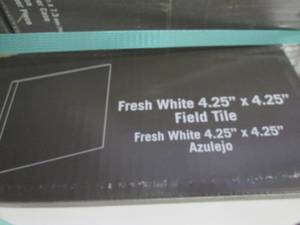 Fresh White 4.25" x 4.25"
Field Tile
Fresh White 4.25" x 4.25"
Azulejo